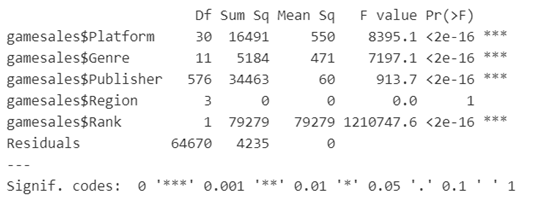 Df Sum Sq Mean Sq F value Pr(>F)
gamesales$Platform 30 16491 550 8395.1 <2e-16 ***
gamesales$Genre 11 5184 471 7197.1 <2e-16 ***
gamesales$Publisher 576 34463 60 913.7 <2e-16 ***
gamesales$Region 3 0 0 0.0 1
gamesales$Rank 1 79279 79279 1210747.6 <2e-16 ***
Residuals 64670 4235 0
---
Signif. codes: 0 '***' 0.001 '**' 0.01 '*' 0.05 '.' 0.1 ' ' 1